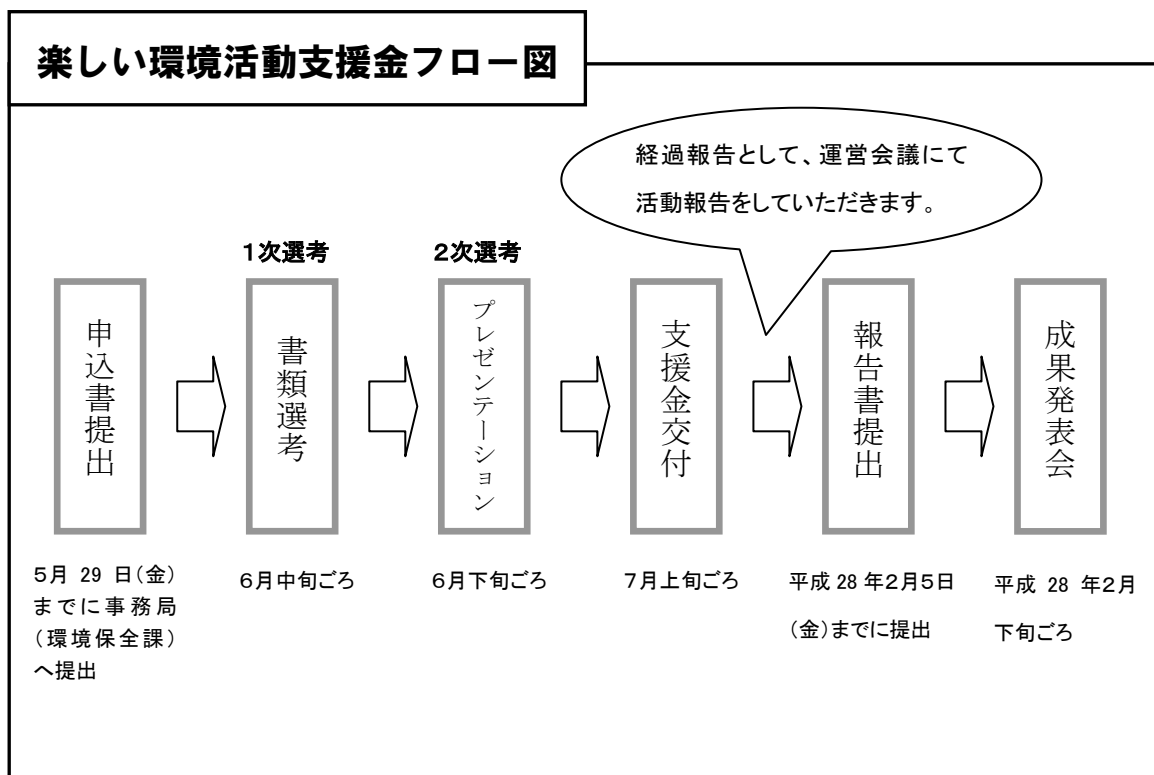 楽しい環境活動支援金フロー図
経過報告として、運営会議にて
活動報告をしていただきます。
1次選考
2次選考
申込書提出
書類選考
プレゼンテーション
支援金交付
報告書提出
成果発表会
5月 29 日(金)
までに事務局
(環境保全課)
へ提出
6月中旬ごろ
6月下旬ごろ
7月上旬ごろ
平成 28 年2月5日
(金)までに提出
平成 28 年2月
下旬ごろ